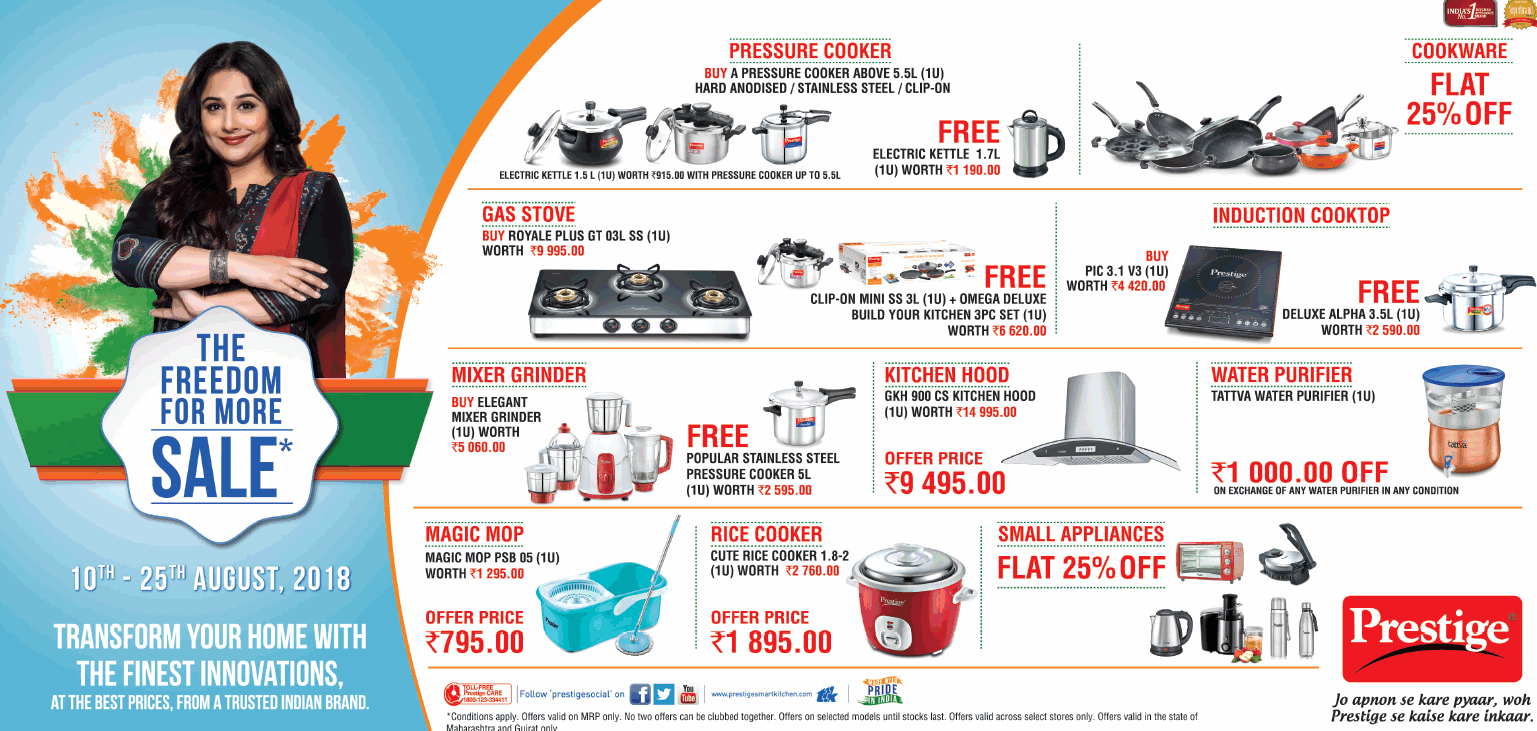 INDIA'S
No.1
KITCHEN
APPLIANCE
BRAND
PRESSURE COOKER
BUY A PRESSURE COOKER ABOVE 5.5L (1U)
HARD ANODISED / STAINLESS STEEL / CLIP-ON
FREE
ELECTRIC KETTLE 1.7L
(1U) WORTH ₹1 190.00
ELECTRIC KETTLE 1.5 L (1U) WORTH ₹915.00 WITH PRESSURE COOKER UP TO 5.5L
COOKWARE
FLAT
25% OFF
GAS STOVE
BUY ROYALE PLUS GT 03L SS (1U)
WORTH ₹9 995.00
FREE
CLIP-ON MINI SS 3L (1U) + OMEGA DELUXE
BUILD YOUR KITCHEN 3PC SET (1U)
WORTH ₹6 620.00
INDUCTION COOKTOP
BUY
PIC 3.1 V3 (1U)
WORTH ₹4 420.00
Prestige
FREE
DELUXE ALPHA 3.5L (1U)
WORTH ₹2 590.00
THE
FREEDOM
FOR MORE
SALE*
10TH - 25TH AUGUST, 2018
TRANSFORM YOUR HOME WITH
THE FINEST INNOVATIONS,
AT THE BEST PRICES, FROM A TRUSTED INDIAN BRAND.
MIXER GRINDER
BUY ELEGANT
MIXER GRINDER
(1U) WORTH
₹5 060.00
FREE
POPULAR STAINLESS STEEL
PRESSURE COOKER 5L
(1U) WORTH ₹2 595.00
KITCHEN HOOD
GKH 900 CS KITCHEN HOOD
(1U) WORTH ₹14 995.00
OFFER PRICE
₹9 495.00
WATER PURIFIER
TATTVA WATER PURIFIER (1U)
tattva
₹1 000.00 OFF
ON EXCHANGE OF ANY WATER PURIFIER IN ANY CONDITION
MAGIC MOP
MAGIC MOP PSB 05 (1U)
WORTH ₹1 295.00
OFFER PRICE
₹795.00
Prestige
RICE COOKER
CUTE RICE COOKER 1.8-2
(1U) WORTH ₹2 760.00
OFFER PRICE
₹1 895.00
Prestige
SMALL APPLIANCES
FLAT 25% OFF
Prestige
Jo apnon se kare pyaar, woh
Prestige se kaise kare inkaar.
TOLL-FREE
Prestige CARE
1800-123-334411
Follow 'prestigesocial' on
You
Tube
www.prestigesmartkitchen.com
MADE WITH
PRIDE
IN INDIA
*Conditions apply. Offers valid on MRP only. No two offers can be clubbed together. Offers on selected models until stocks last. Offers valid across select stores only. Offers valid in the state of
Maharashtra and Gujrat only.